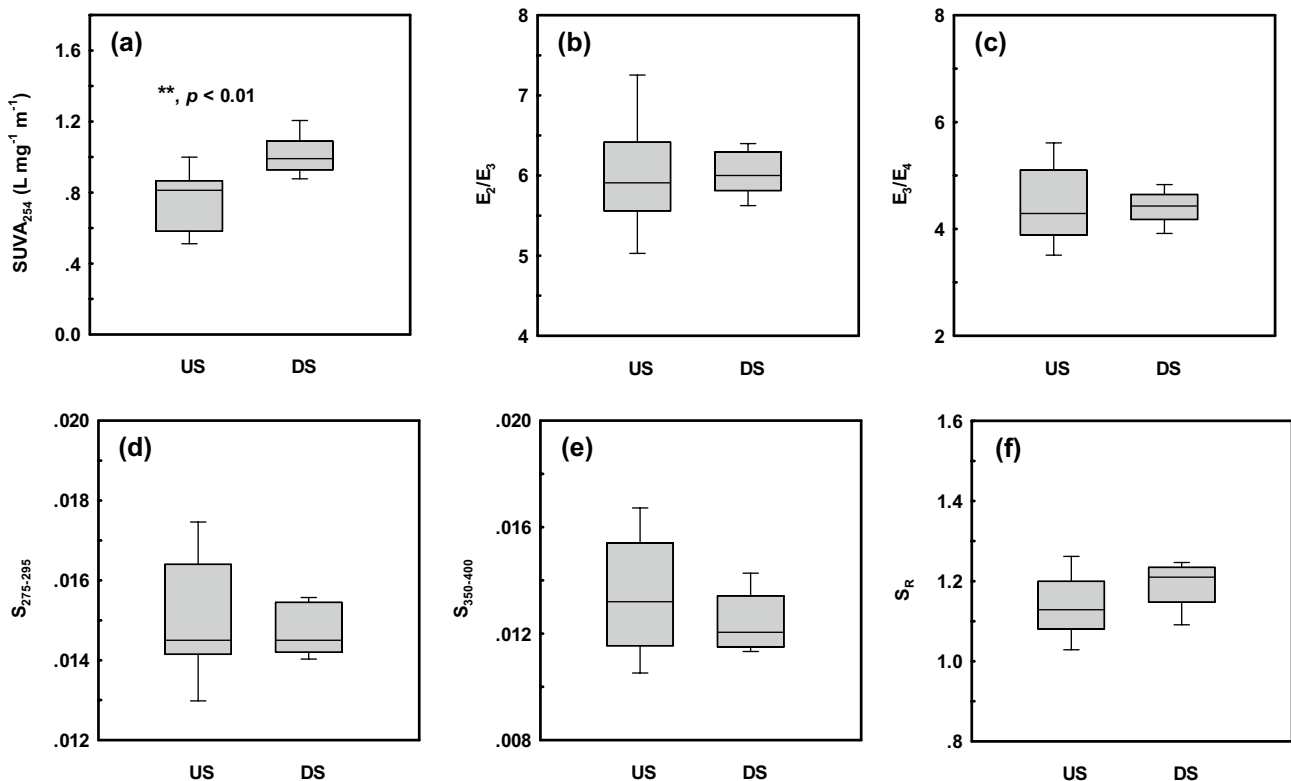 (a)
SUVA254 (L mg-1 m-1)
1.6
1.2
.8
.4
0.0
**, p < 0.01
US DS
(b)
E2/E3
8
7
6
5
4
US DS
(c)
E3/E4
8
6
4
2
US DS
(d)
S275-295
.020
.018
.016
.014
.012
US DS
(e)
S350-400
.020
.016
.012
.008
US DS
(f)
SR
1.6
1.4
1.2
1.0
.8
US DS